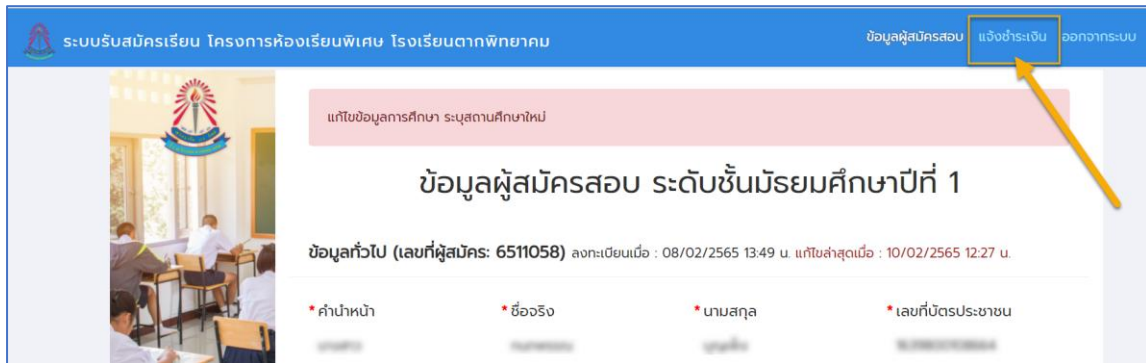 ระบบรับสมัครเรียน โครงการห้องเรียนพิเศษ โรงเรียนตากพิทยาคม ข้อมูลผู้สมัครสอบ แจ้งชำระเงิน ออกจากระบบ
แก้ไขข้อมูลการศึกษา ระบุสถานศึกษาใหม่
ข้อมูลผู้สมัครสอบ ระดับชั้นมัธยมศึกษาปีที่ 1
ข้อมูลทั่วไป (เลขที่ผู้สมัคร: 6511058) ลงทะเบียนเมื่อ : 08/02/2565 13:49 น. แก้ไขล่าสุดเมื่อ : 10/02/2565 12:27 น.
* คำนำหน้า * ชื่อจริง * นามสกุล * เลขที่บัตรประชาชน